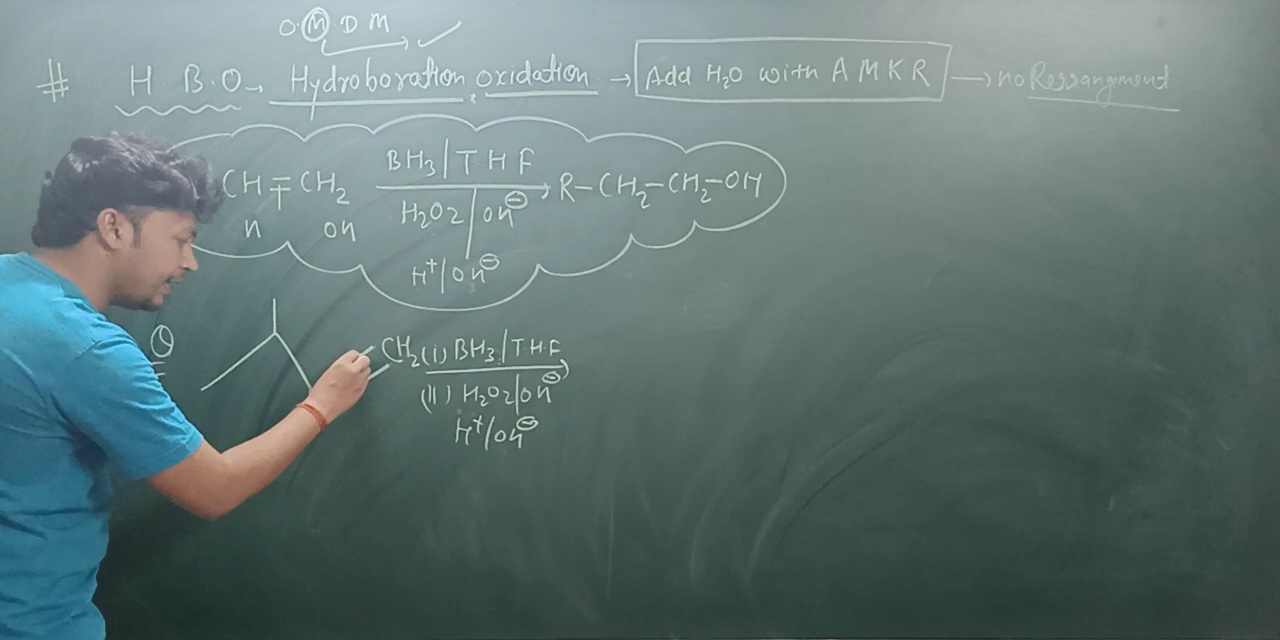 O.M D M ✓
# H.B.O → Hydroboration oxidation → Add H2O with A M K R → no Rerrangement
CH = CH2 BH3/THF → R-CH2-CH2-OH
H OH H2O2/OH⊖
H+/OH⊖
Q CH2 (i) BH3/THF →
(ii) H2O2/OH⊖
H+/OH⊖